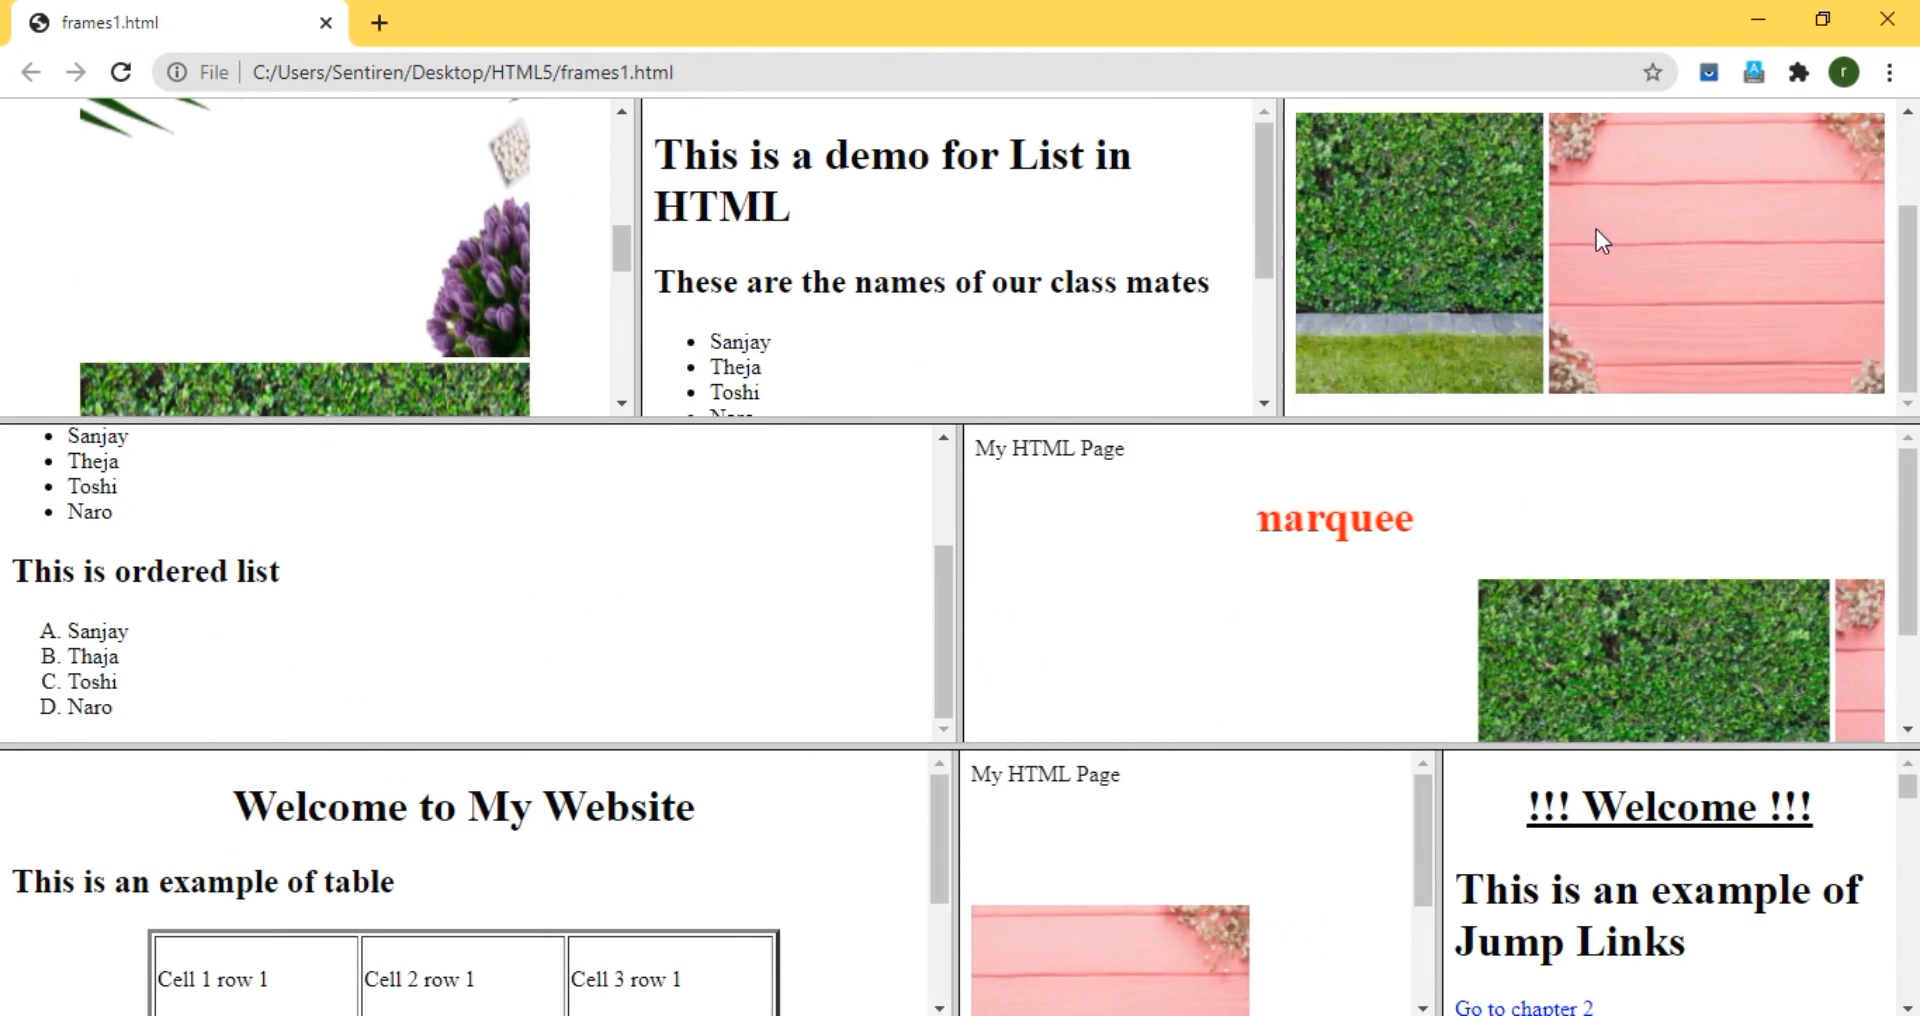 frames1.html
File
C:/Users/Sentiren/Desktop/HTML5/frames1.html
r
This is a demo for List in
HTML
These are the names of our class mates
• Sanjay
• Theja
• Toshi
• Naro
• Sanjay
• Theja
• Toshi
• Naro
This is ordered list
A. Sanjay
B. Thaja
C. Toshi
D. Naro
My HTML Page
narquee
Welcome to My Website
This is an example of table
Cell 1 row 1
Cell 2 row 1
Cell 3 row 1
My HTML Page
!!! Welcome !!!
This is an example of
Jump Links
Go to chapter 2